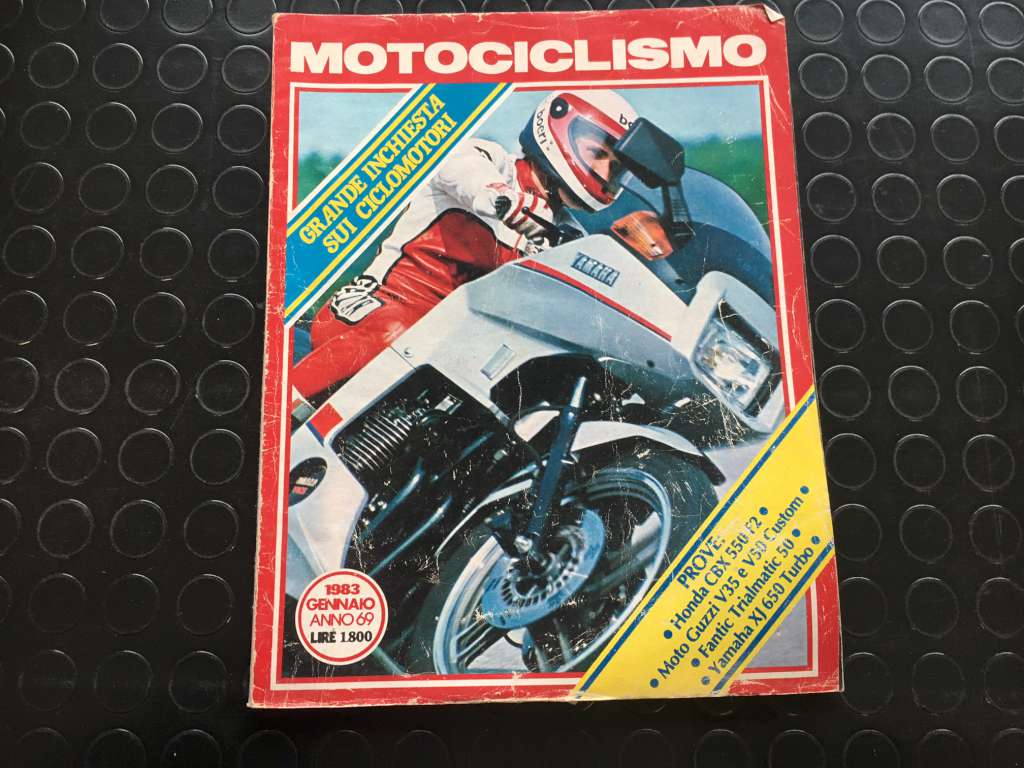 MOTOCICLISMO
GRANDE INCHIESTA
SUI CICLOMOTORI
boeri
YAMAHA
1983
GENNAIO
ANNO 69
LIRE 1.800
PROVE:
• Honda CBX 550 F2 •
• Moto Guzzi V35 e V50 Custom •
• Fantic Trialmatic 50 •
• Yamaha XJ 650 Turbo •